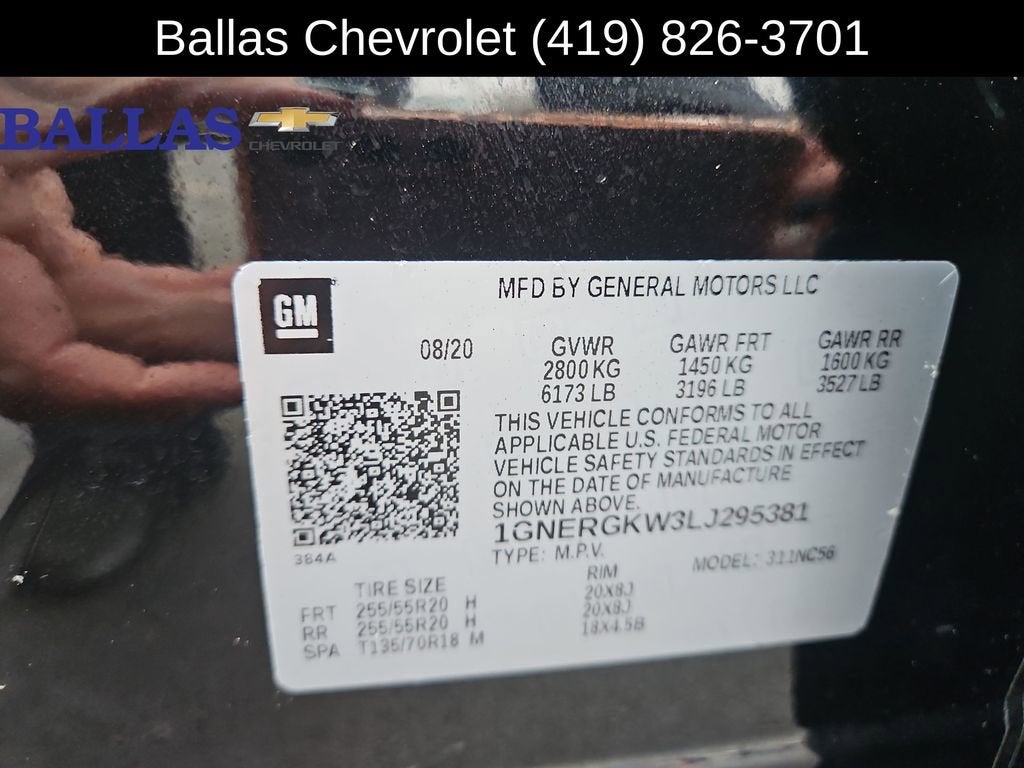 Ballas Chevrolet (419) 826-3701
BALLAS
CHEVROLET
GM
MFD BY GENERAL MOTORS LLC
08/20 GVWR GAWR FRT GAWR RR
2800 KG 1450 KG 1600 KG
6173 LB 3196 LB 3527 LB
THIS VEHICLE CONFORMS TO ALL
APPLICABLE U.S. FEDERAL MOTOR
VEHICLE SAFETY STANDARDS IN EFFECT
ON THE DATE OF MANUFACTURE
SHOWN ABOVE.
1GNERGKW3LJ295381
384A
TYPE: M.P.V. MODEL: 311NC56
TIRE SIZE RIM
FRT 255/55R20 H 20X8J
RR 255/55R20 H 20X8J
SPA T135/70R18 M 18X4.5B